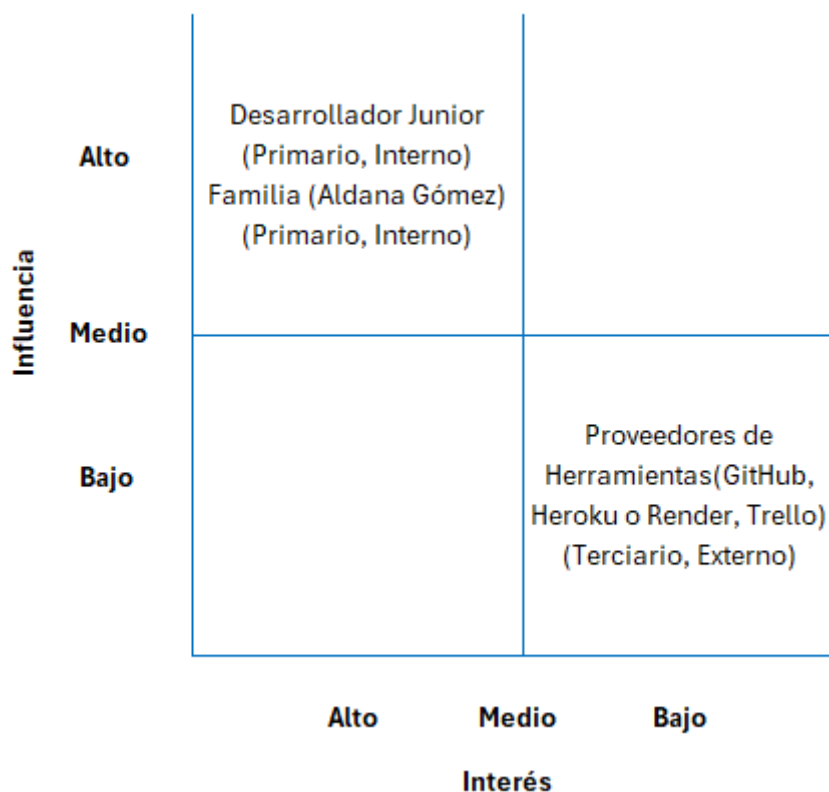 Desarrollador Junior
(Primario, Interno)
Familia (Aldana Gómez)
(Primario, Interno)
Alto
Influencia
Medio
Bajo
Proveedores de
Herramientas(GitHub,
Heroku o Render, Trello)
(Terciario, Externo)
Alto
Medio
Bajo
Interés